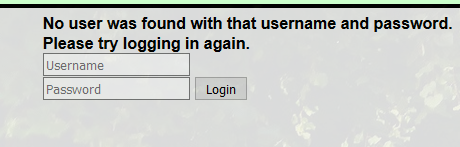 No user was found with that username and password.
Please try logging in again.
Username
Password
Login